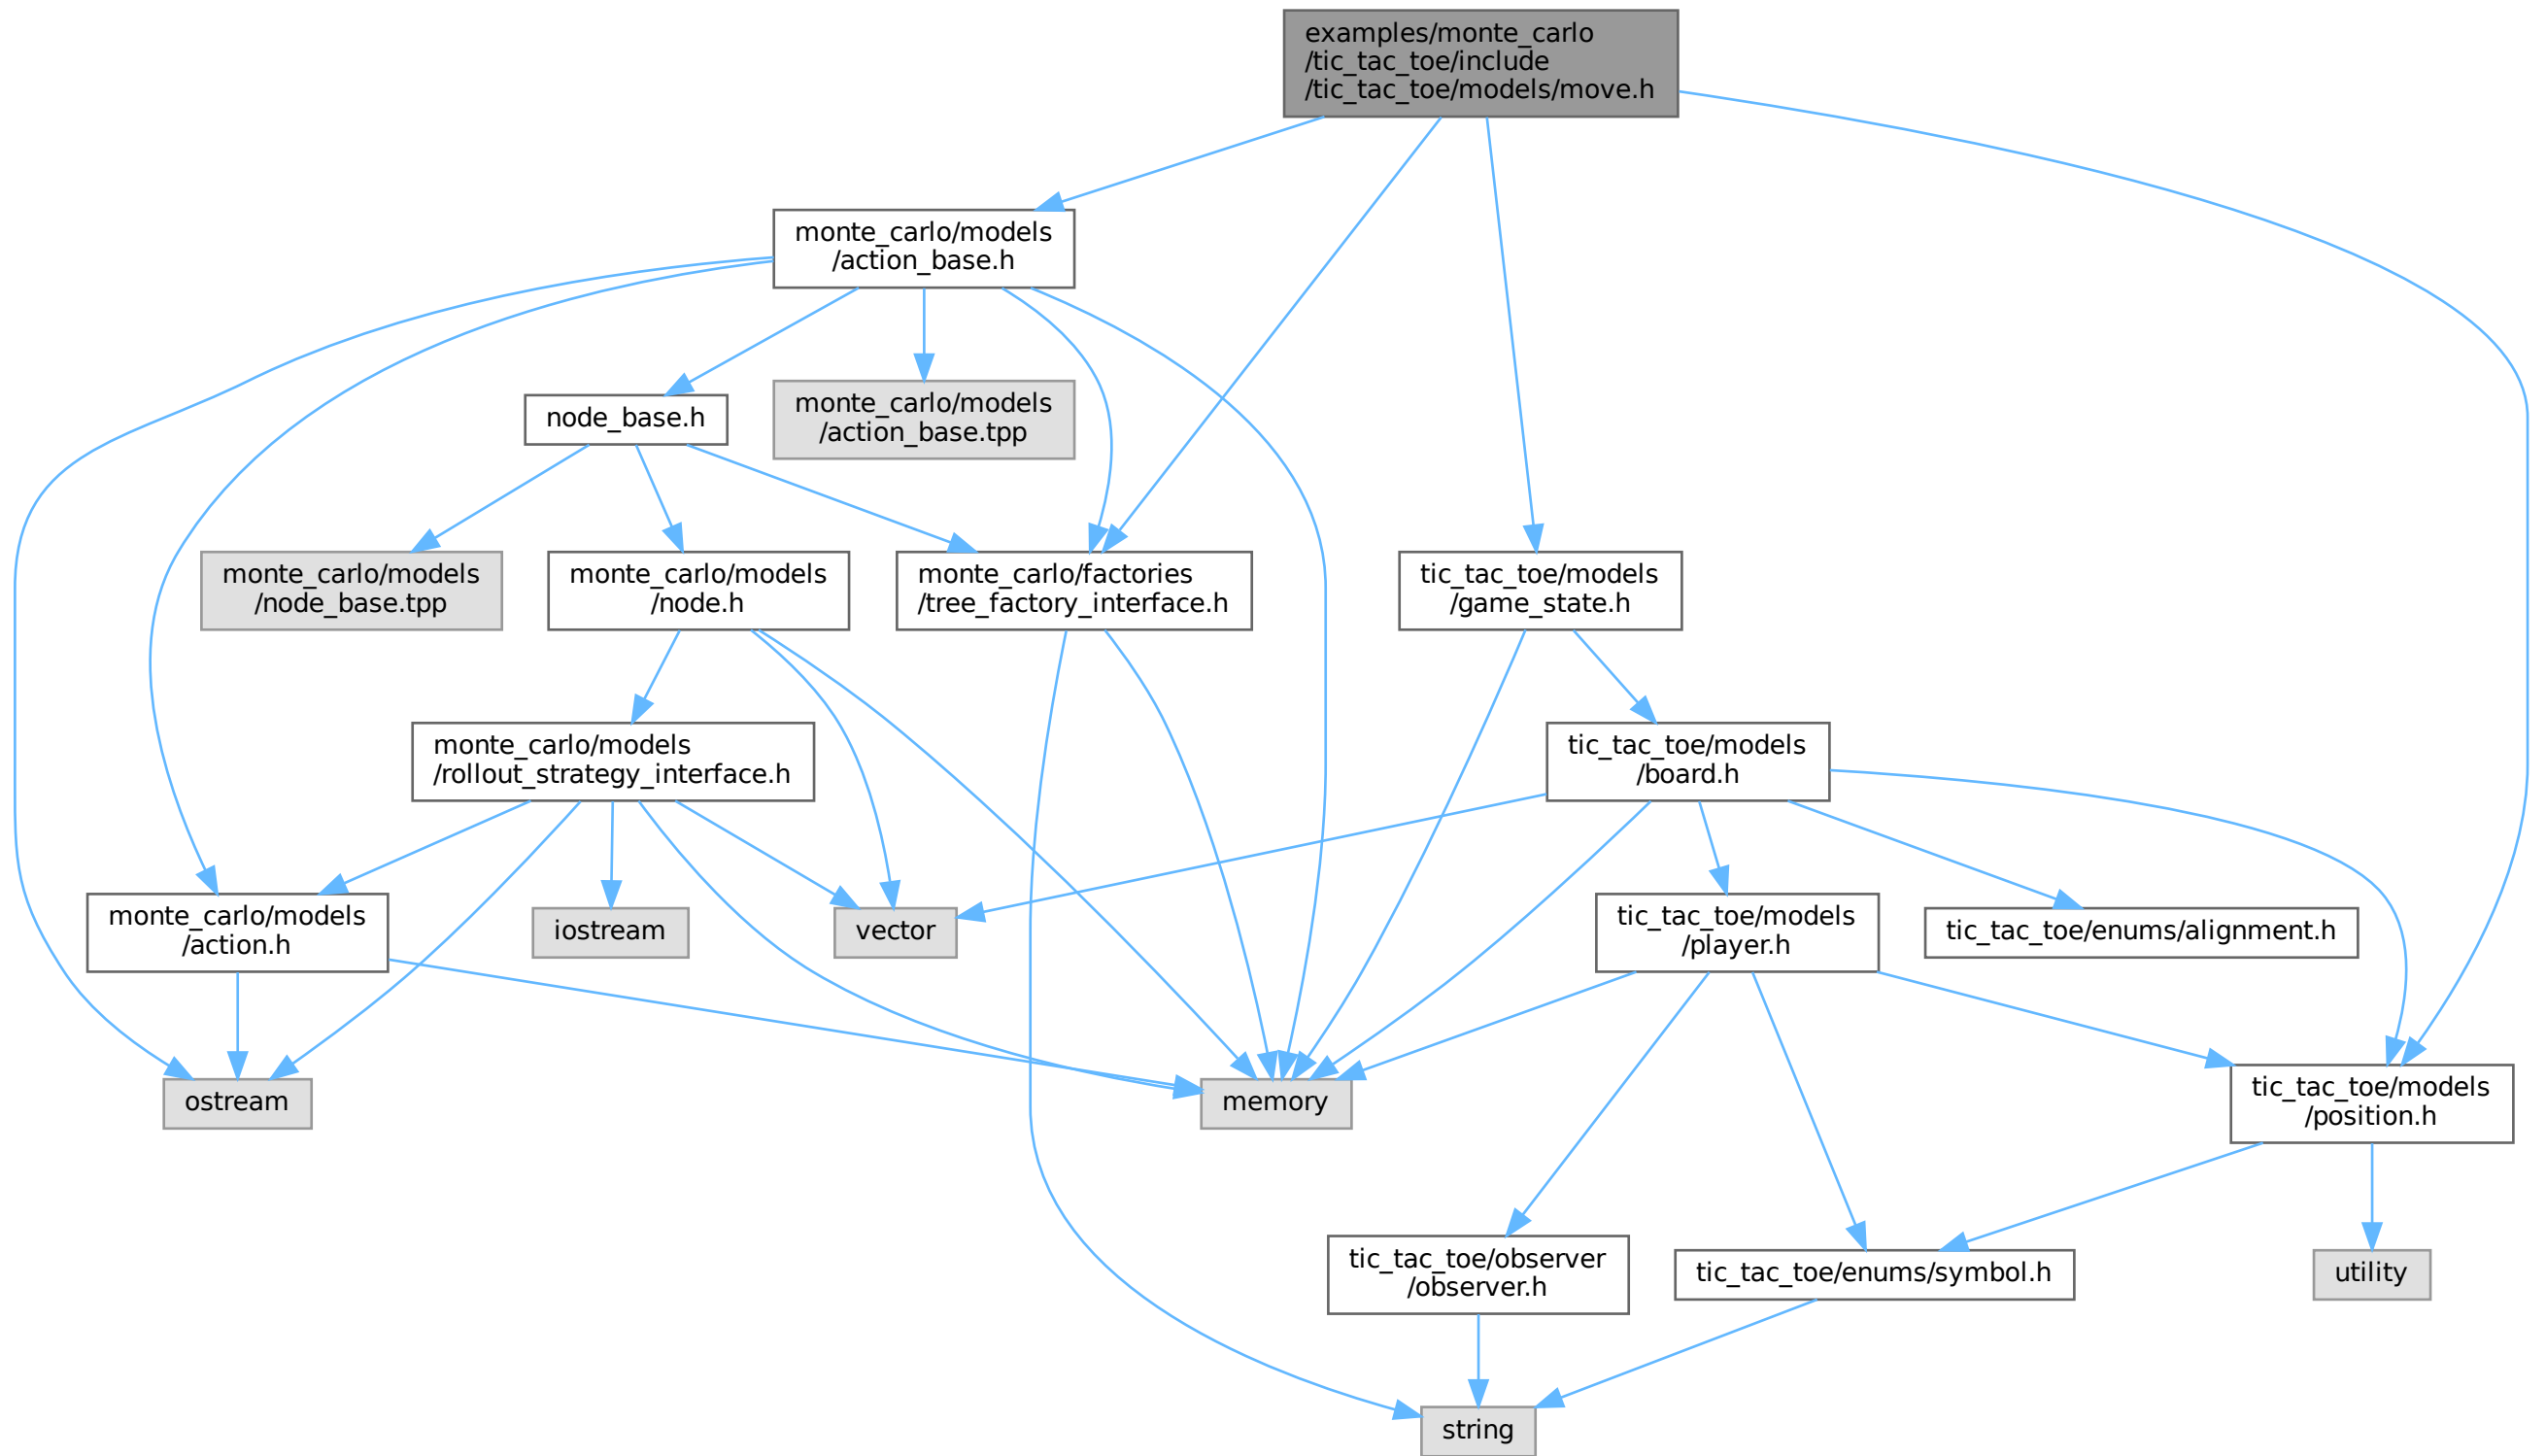 examples/monte_carlo
/tic_tac_toe/include
/tic_tac_toe/models/move.h
monte_carlo/models
/action_base.h
node_base.h
monte_carlo/models
/action_base.tpp
monte_carlo/models
/node_base.tpp
monte_carlo/models
/node.h
monte_carlo/factories
/tree_factory_interface.h
tic_tac_toe/models
/game_state.h
monte_carlo/models
/rollout_strategy_interface.h
tic_tac_toe/models
/board.h
monte_carlo/models
/action.h
iostream
vector
tic_tac_toe/models
/player.h
tic_tac_toe/enums/alignment.h
ostream
memory
tic_tac_toe/models
/position.h
tic_tac_toe/observer
/observer.h
tic_tac_toe/enums/symbol.h
utility
string